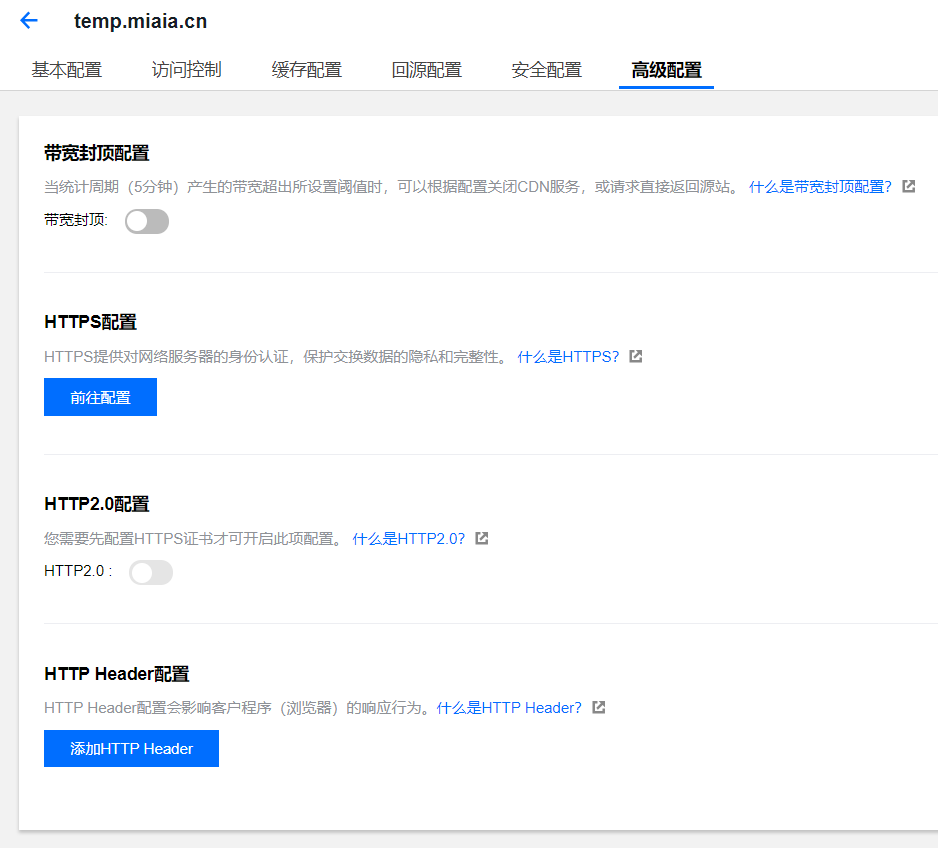 temp.miaia.cn
基本配置 访问控制 缓存配置 回源配置 安全配置 高级配置
带宽封顶配置
当统计周期（5分钟）产生的带宽超出所设置阈值时，可以根据配置关闭CDN服务，或请求直接返回源站。 什么是带宽封顶配置?
带宽封顶:
HTTPS配置
HTTPS提供对网络服务器的身份认证，保护交换数据的隐私和完整性。 什么是HTTPS?
前往配置
HTTP2.0配置
您需要先配置HTTPS证书才可开启此项配置。 什么是HTTP2.0?
HTTP2.0 :
HTTP Header配置
HTTP Header配置会影响客户程序（浏览器）的响应行为。什么是HTTP Header?
添加HTTP Header